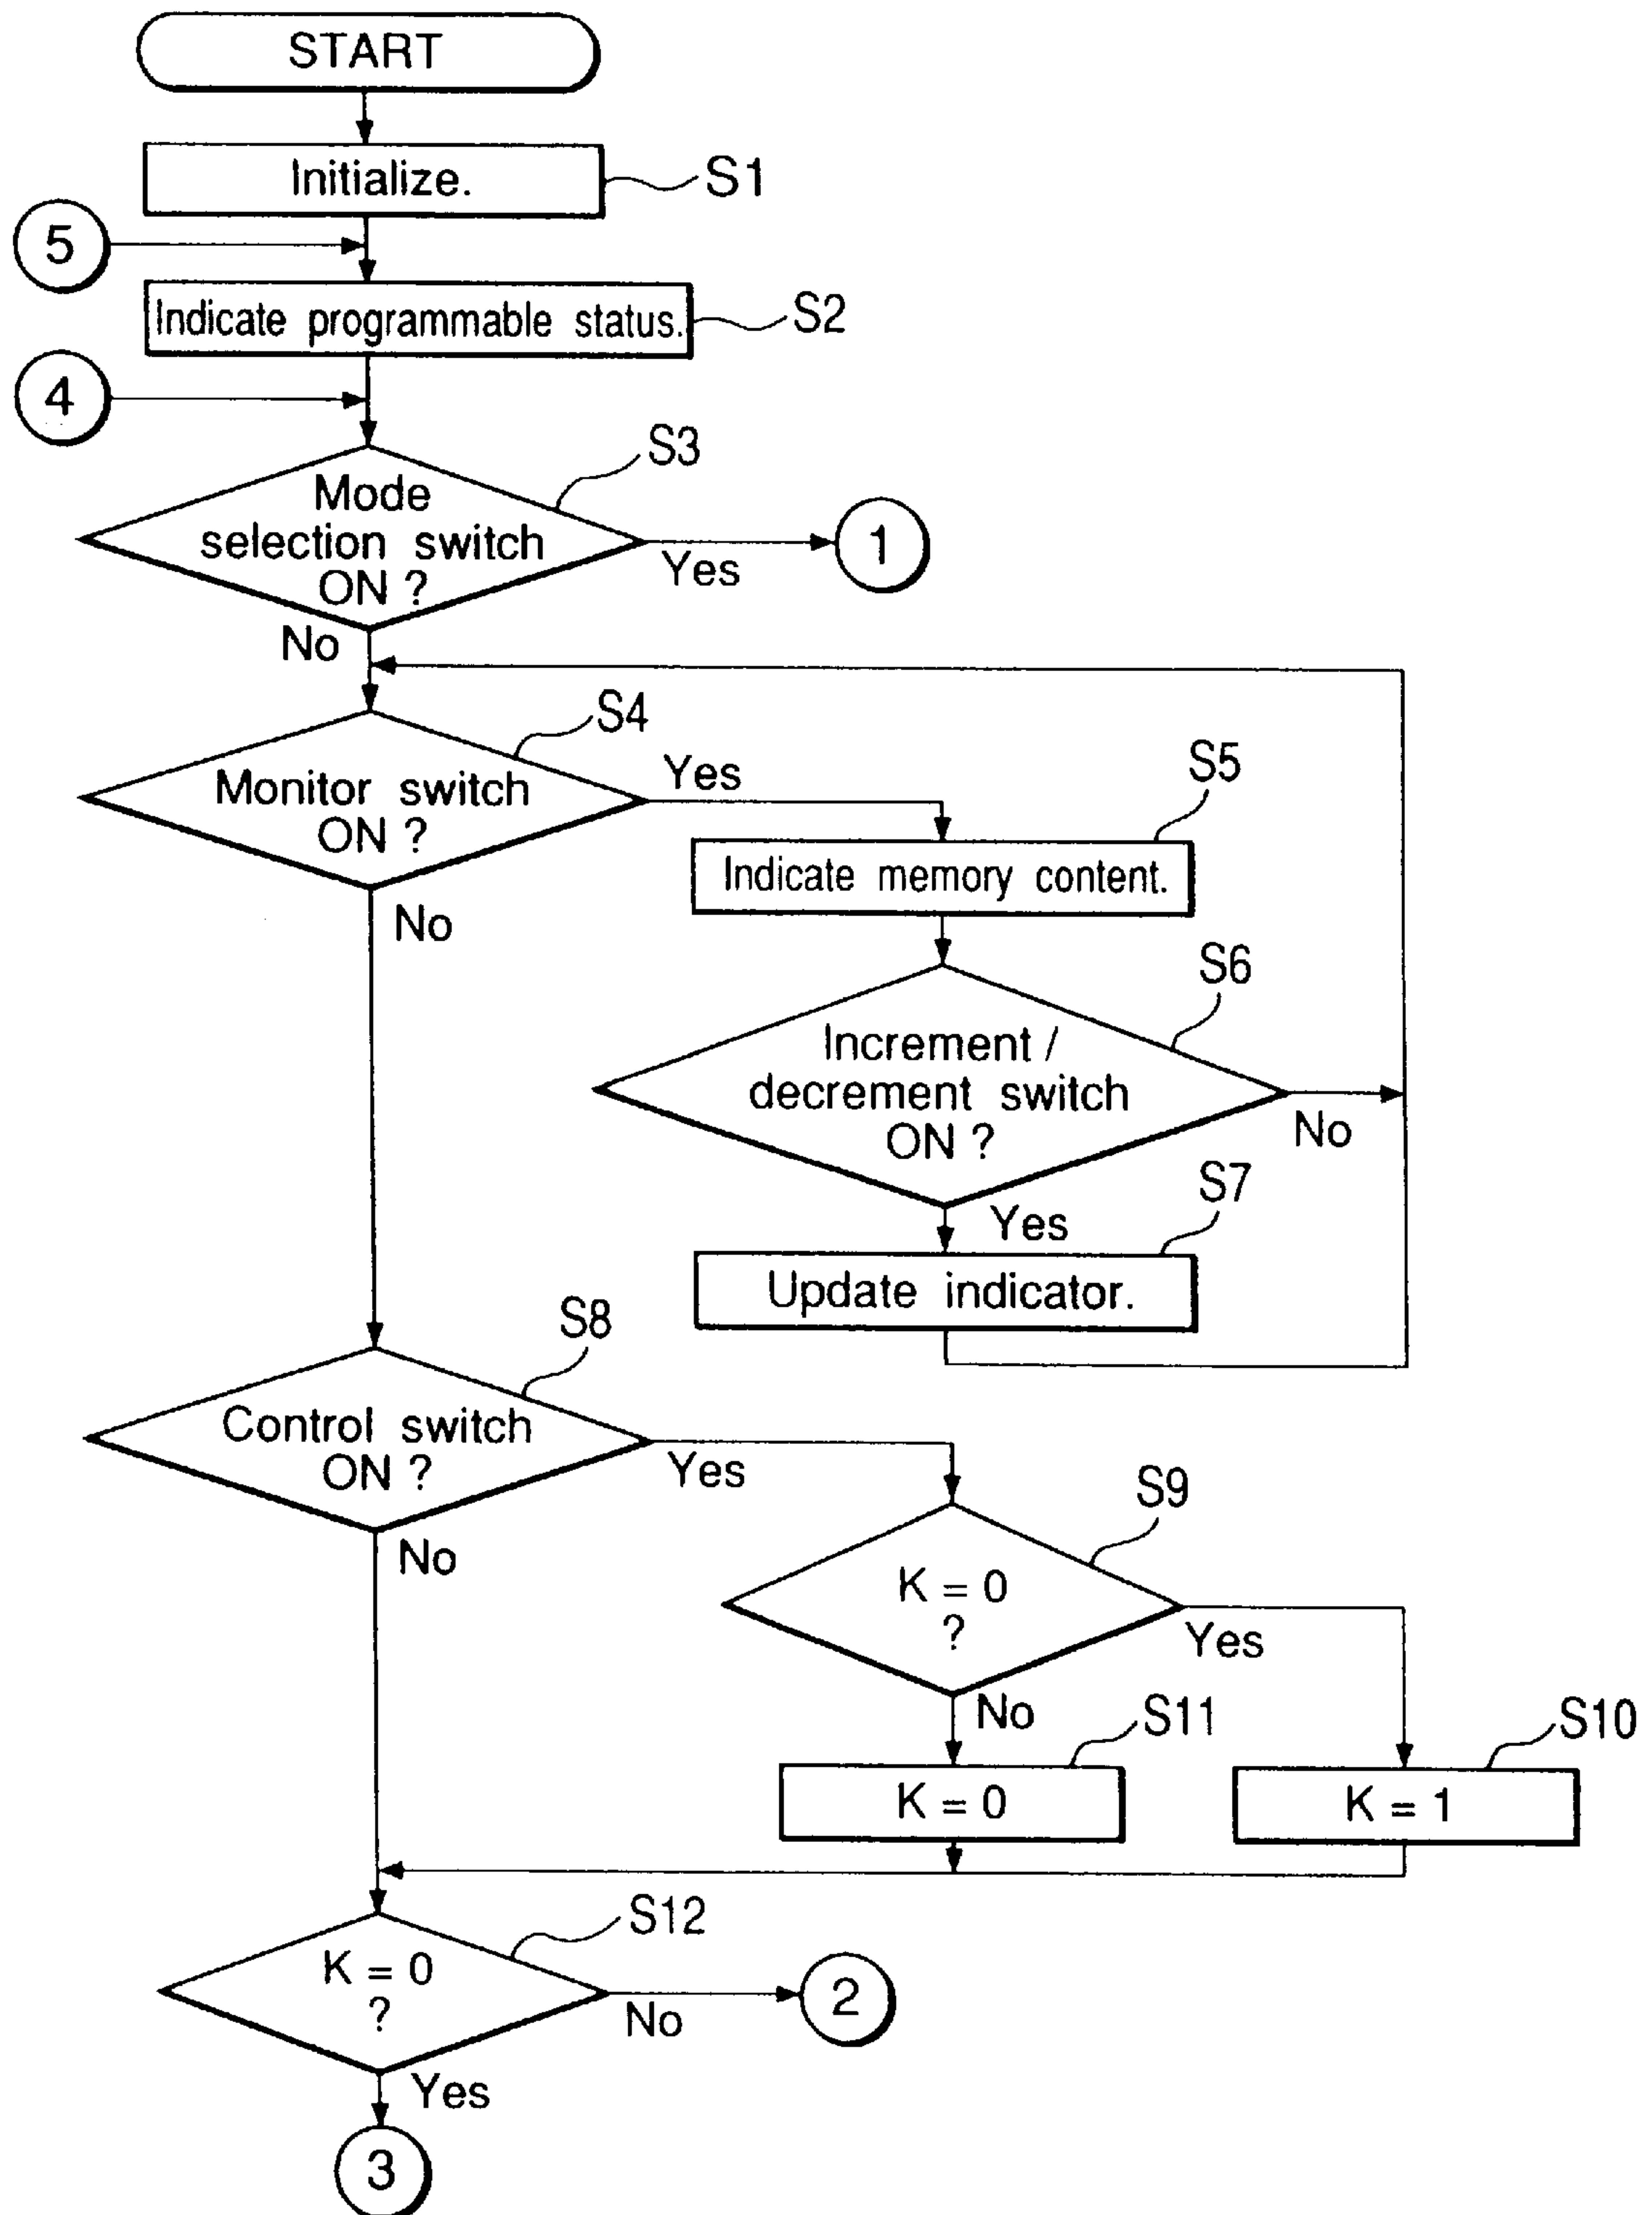 START
Initialize.
S1
5
Indicate programmable status.
S2
4
S3
Mode
selection switch
ON ?
Yes
1
No
S4
Monitor switch
ON ?
Yes
No
S5
Indicate memory content.
S6
Increment /
decrement switch
ON ?
No
Yes
S7
Update indicator.
S8
Control switch
ON ?
Yes
No
S9
K = 0
?
Yes
No
S11
K = 0
S10
K = 1
S12
K = 0
?
No
2
Yes
3